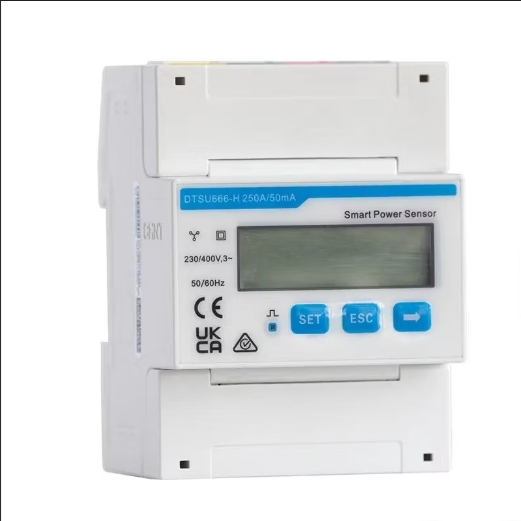 DTSU666-H 250A/50mA
Smart Power Sensor
230/400V,3~
50/60Hz
CE
SET ESC
UK
CA